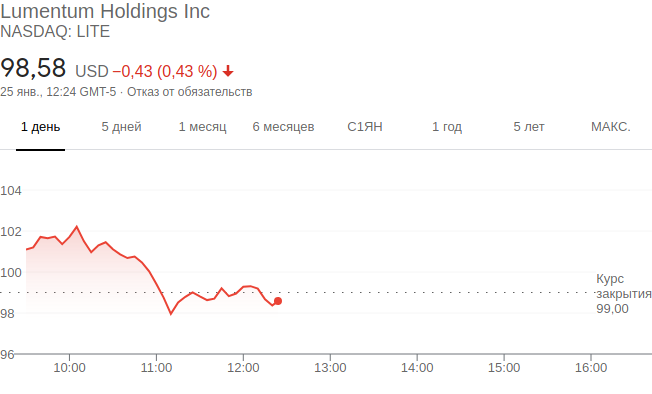 Lumentum Holdings Inc
NASDAQ: LITE
98,58 USD −0,43 (0,43 %)
25 янв., 12:24 GMT-5 · Отказ от обязательств
1 день 5 дней 1 месяц 6 месяцев С1ЯН 1 год 5 лет МАКС.
104
102
100
98
96
Курс
закрытия
99,00
10:00 11:00 12:00 13:00 14:00 15:00 16:00